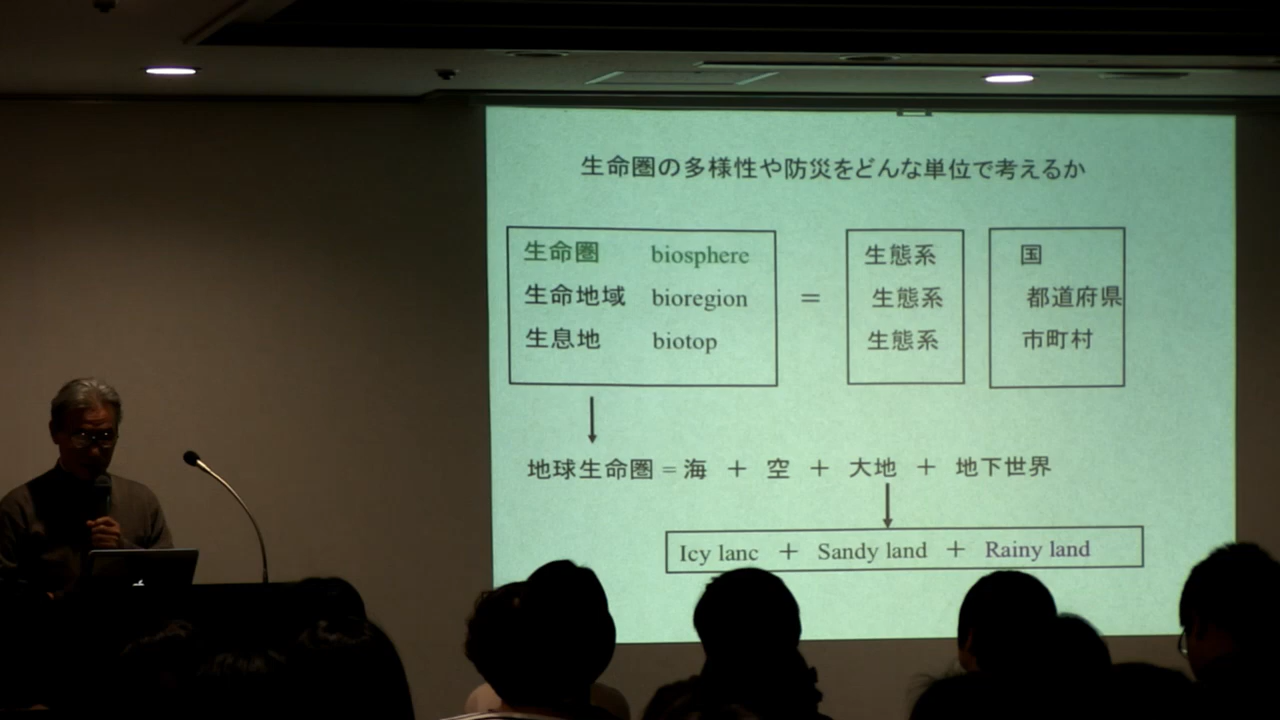 生命圏の多様性や防災をどんな単位で考えるか
生命圏 biosphere 生態系 国
生命地域 bioregion = 生態系 都道府県
生息地 biotop 生態系 市町村
地球生命圏=海 + 空 + 大地 + 地下世界
Icy lanc + Sandy land + Rainy land